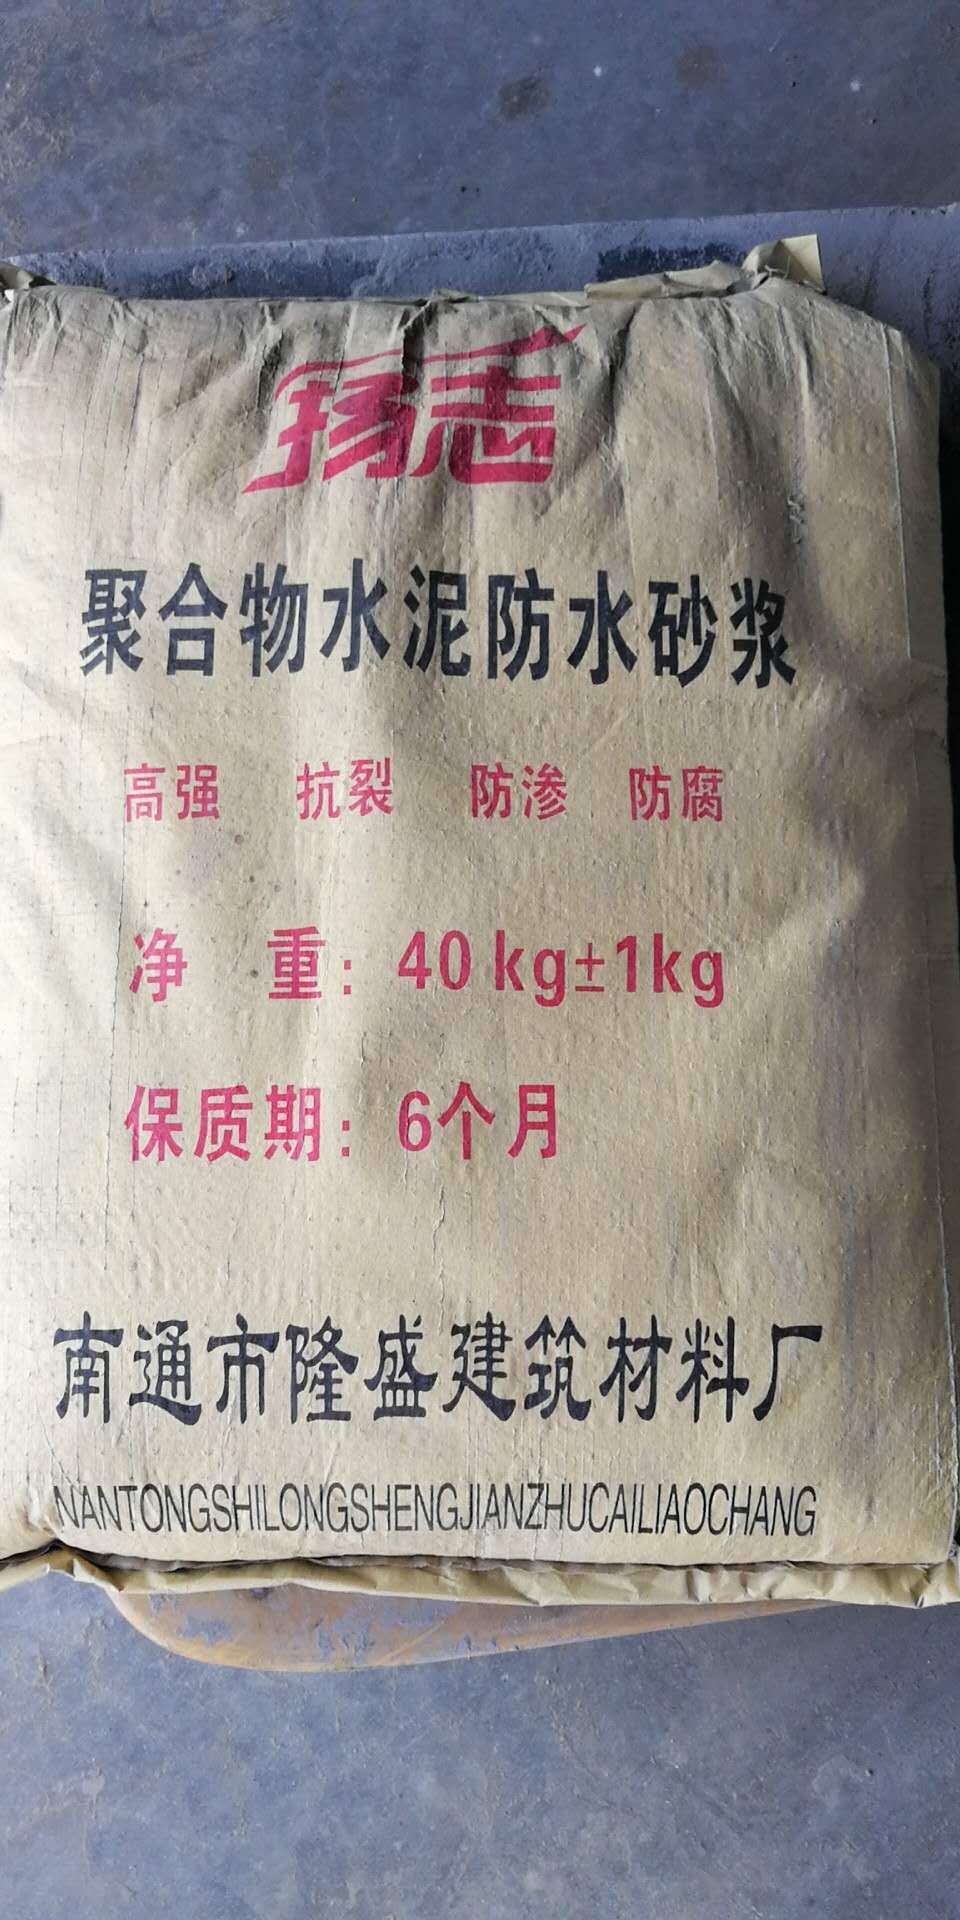 扬志
聚合物水泥防水砂浆
高强 抗裂 防渗 防腐
净 重：40kg±1kg
保质期：6个月
南通市隆盛建筑材料厂
NANTONGSHILONGSHENGJIANZHUCAILIAOCHANG